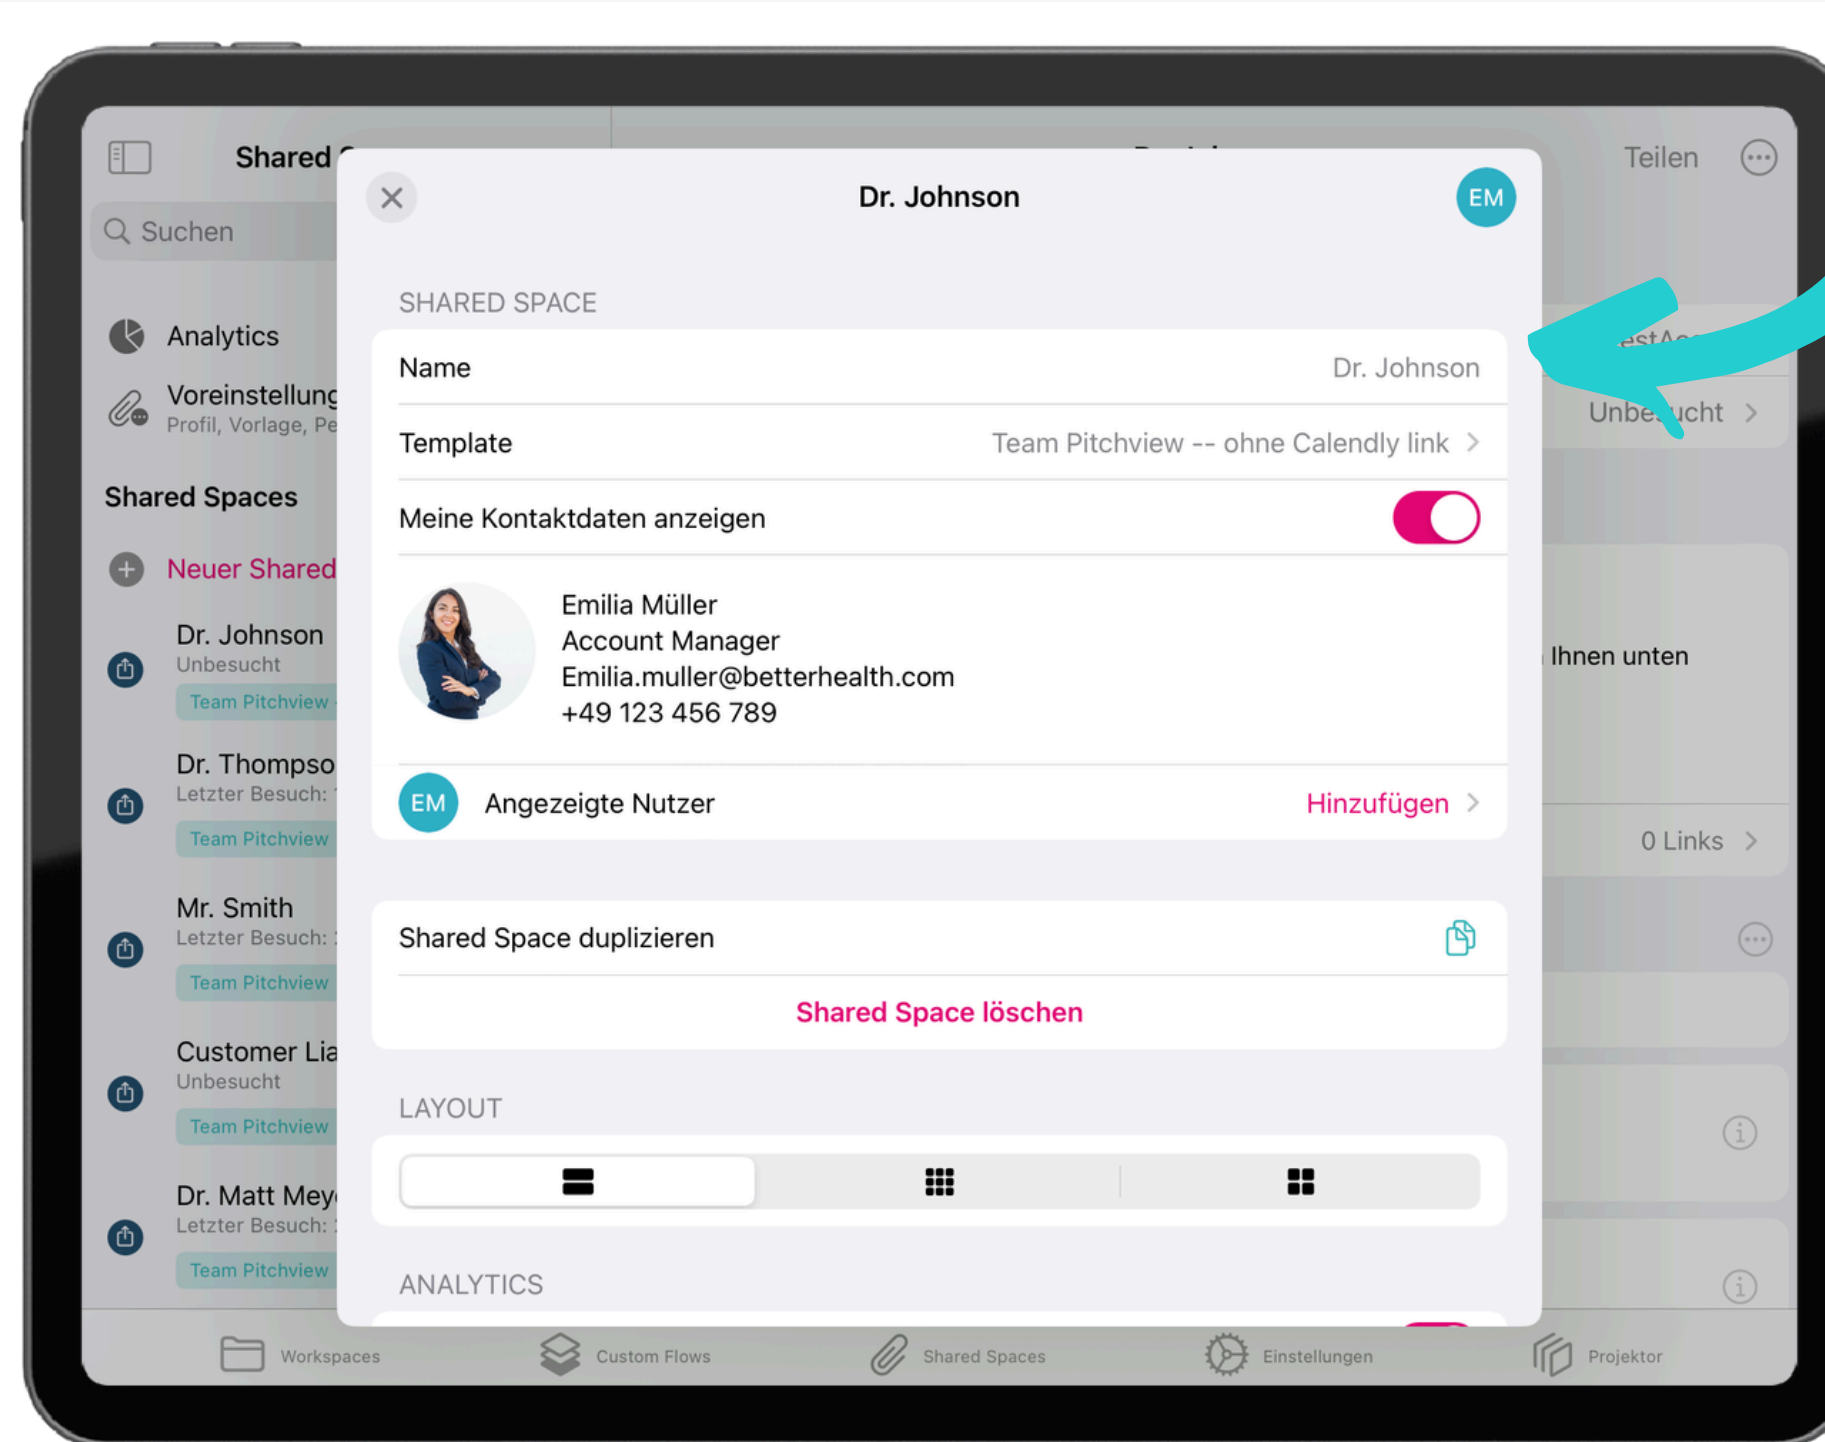 Shared
Teilen
Suchen
Analytics
Voreinstellung
Profil, Vorlage, Pe
Shared Spaces
Neuer Shared
Dr. Johnson
Unbesucht
Team Pitchview
Dr. Thompso
Letzter Besuch:
Team Pitchview
Mr. Smith
Letzter Besuch:
Team Pitchview
Customer Lia
Unbesucht
Team Pitchview
Dr. Matt Mey
Letzter Besuch:
Team Pitchview
Dr. Johnson
EM
SHARED SPACE
Name Dr. Johnson
Template Team Pitchview -- ohne Calendly link
Meine Kontaktdaten anzeigen
Emilia Müller
Account Manager
Emilia.muller@betterhealth.com
+49 123 456 789
EM Angezeigte Nutzer Hinzufügen
Shared Space duplizieren
Shared Space löschen
LAYOUT
ANALYTICS
Unbesucht
Ihnen unten
0 Links
Workspaces
Custom Flows
Shared Spaces
Einstellungen
Projektor